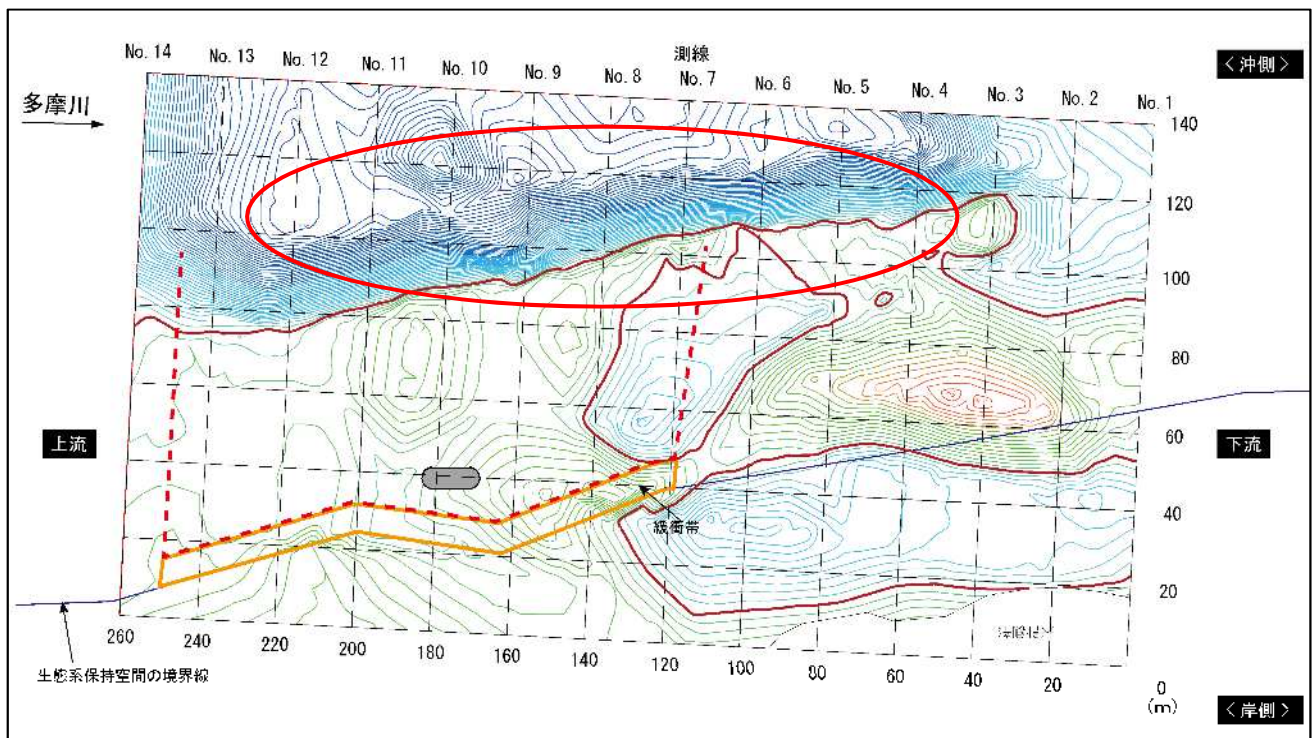 測線
No. 14
No. 13
No. 12
No. 11
No. 10
No. 9
No. 8
No. 7
No. 6
No. 5
No. 4
No. 3
No. 2
No. 1
＜沖側＞
多摩川
140
120
100
80
60
40
20
0
(m)
上流
下流
緩衝帯
260
240
220
200
180
160
140
120
100
80
60
40
20
生態系保持空間の境界線
＜岸側＞